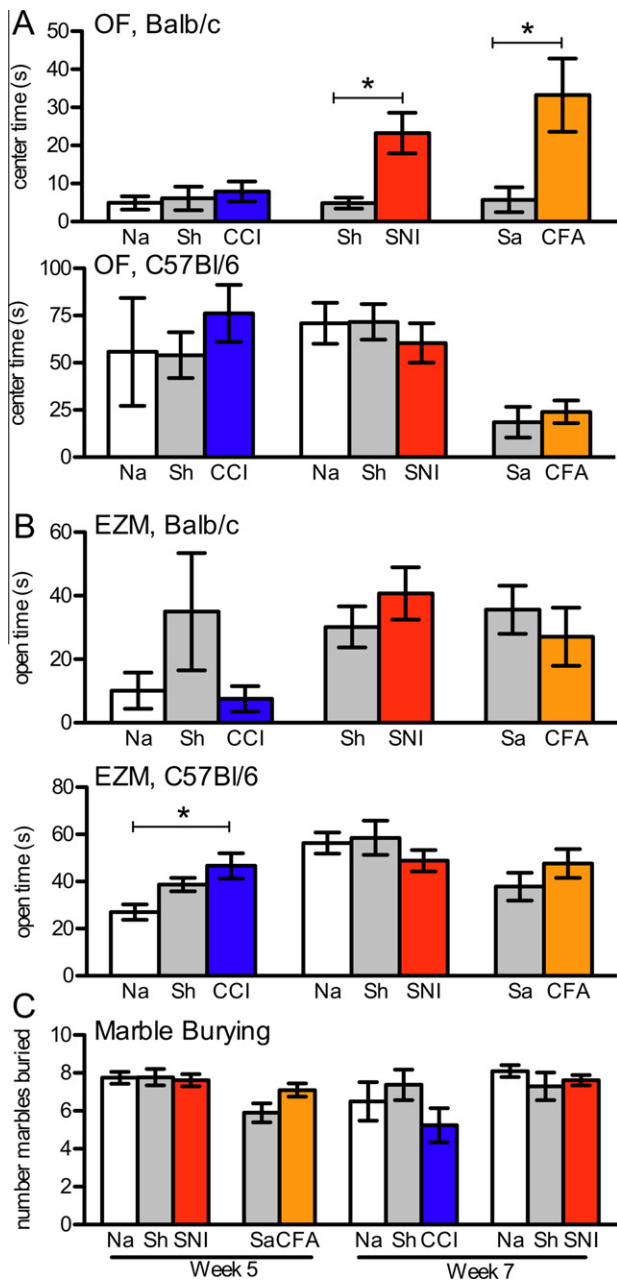 A
OF, Balb/c
center time (s)
50
40
30
20
10
0
*
*
Na Sh CCI Sh SNI Sa CFA
OF, C57Bl/6
center time (s)
100
75
50
25
0
Na Sh CCI Na Sh SNI Sa CFA
B
EZM, Balb/c
open time (s)
60
40
20
0
Na Sh CCI Sh SNI Sa CFA
EZM, C57Bl/6
open time (s)
80
60
40
20
0
*
Na Sh CCI Na Sh SNI Sa CFA
C
Marble Burying
number marbles buried
10
8
6
4
2
0
Na Sh SNI SaCFA Na Sh CCI Na Sh SNI
Week 5 Week 7